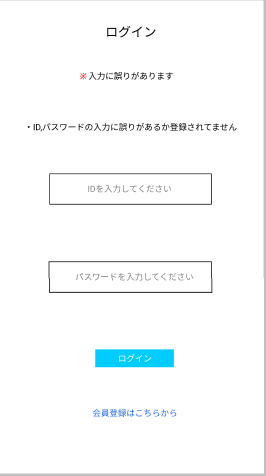 ログイン
※ 入力に誤りがあります
・ID,パスワードの入力に誤りがあるか登録されてません
IDを入力してください
パスワードを入力してください
ログイン
会員登録はこちらから